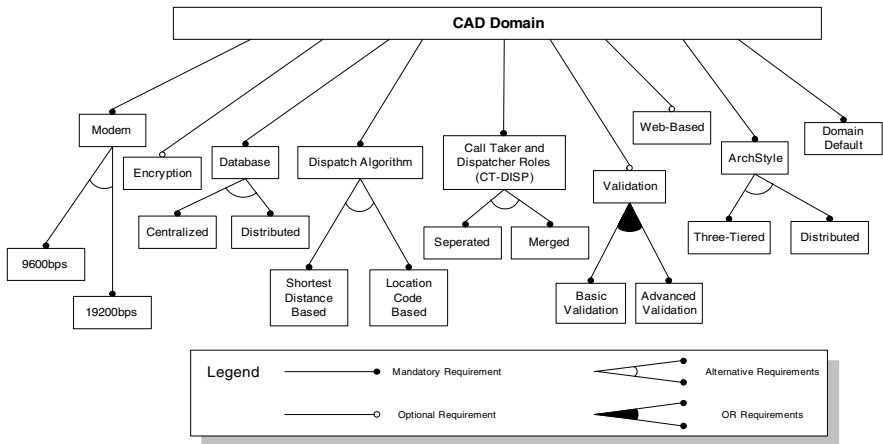 CAD Domain
Modem
Encryption
Database
Dispatch Algorithm
Call Taker and
Dispatcher Roles
(CT-DISP)
Validation
Web-Based
ArchStyle
Domain
Default
Centralized
Distributed
Seperated
Merged
Three-Tiered
Distributed
9600bps
19200bps
Shortest
Distance
Based
Location
Code
Based
Basic
Validation
Advanced
Validation
Legend
Mandatory Requirement
Alternative Requirements
Optional Requirement
OR Requirements